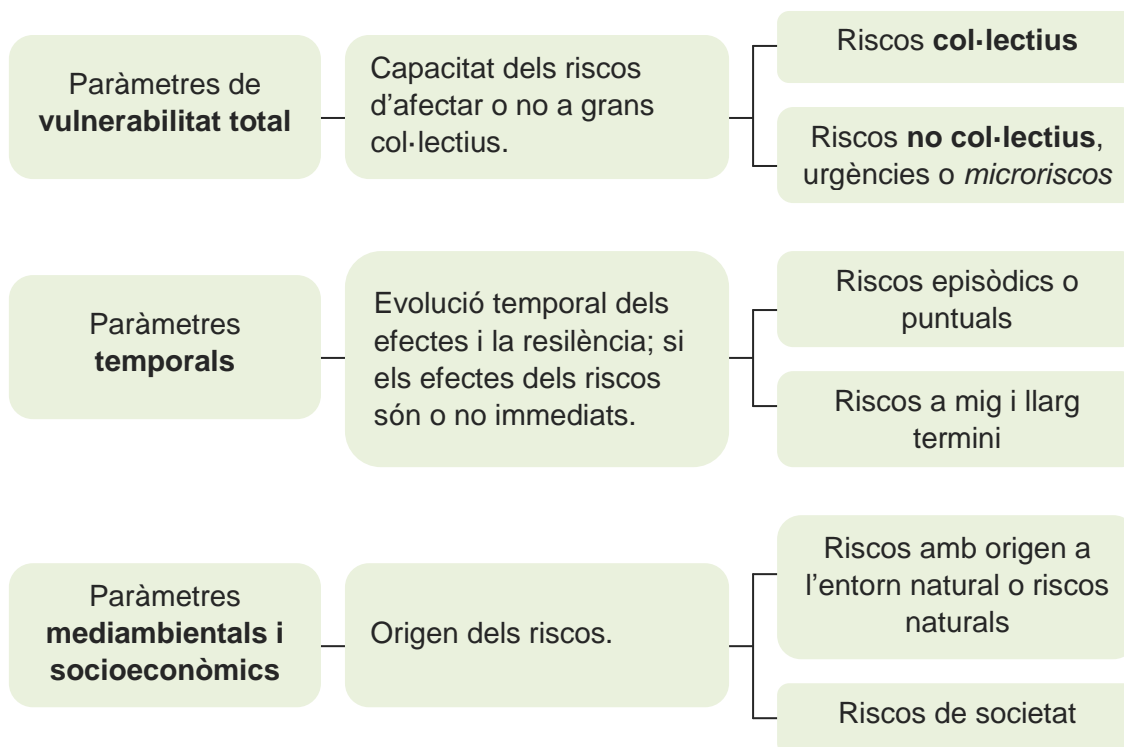 Paràmetres de
vulnerabilitat total
Capacitat dels riscos
d'afectar o no a grans
col·lectius.
Riscos col·lectius
Riscos no col·lectius,
urgències o microriscos
Paràmetres
temporals
Evolució temporal dels
efectes i la resilència; si
els efectes dels riscos
són o no immediats.
Riscos episòdics o
puntuals
Riscos a mig i llarg
termini
Paràmetres
mediambientals i
socioeconòmics
Origen dels riscos.
Riscos amb origen a
l'entorn natural o riscos
naturals
Riscos de societat